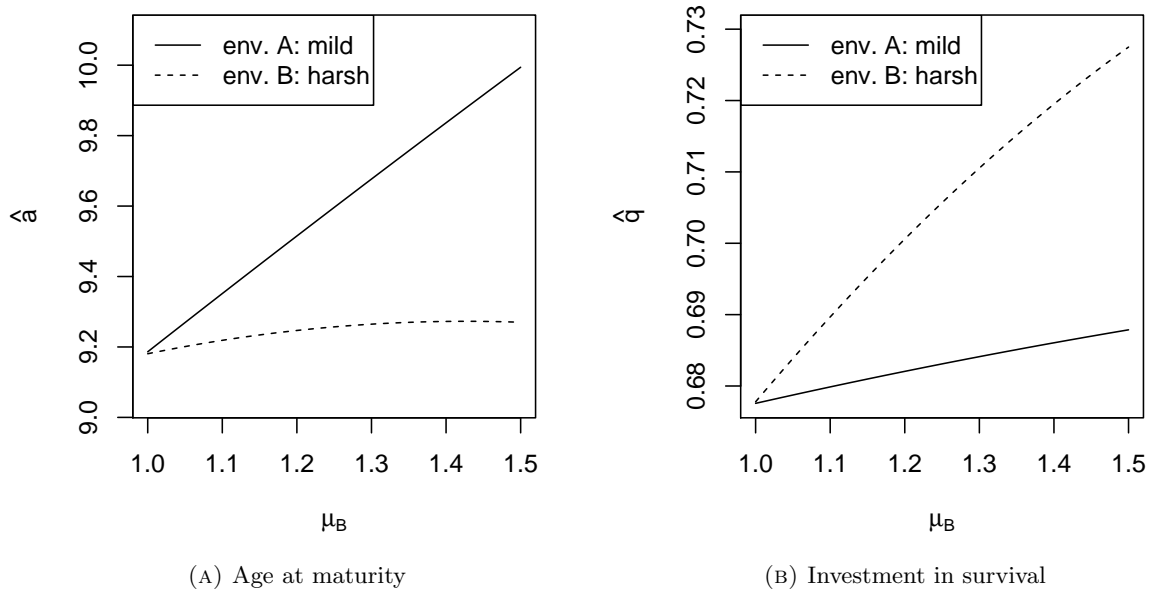 env. A: mild
env. B: harsh
10.0
9.8
9.6
9.4
9.2
9.0
â
1.0 1.1 1.2 1.3 1.4 1.5
μB
(A) Age at maturity
env. A: mild
env. B: harsh
0.73
0.72
0.71
0.70
0.69
0.68
q̂
1.0 1.1 1.2 1.3 1.4 1.5
μB
(B) Investment in survival